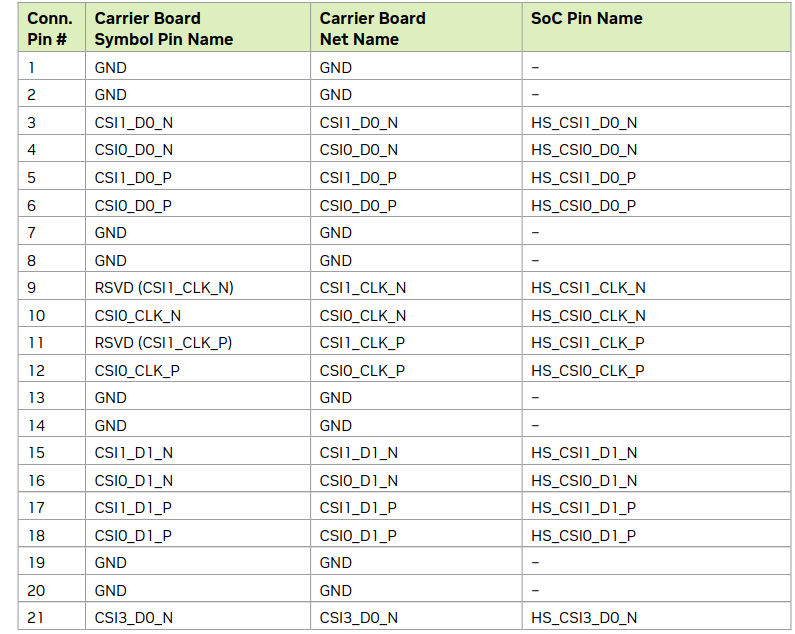 Conn. Pin # Carrier Board Symbol Pin Name Carrier Board Net Name SoC Pin Name
1 GND GND –
2 GND GND –
3 CSI1_D0_N CSI1_D0_N HS_CSI1_D0_N
4 CSI0_D0_N CSI0_D0_N HS_CSI0_D0_N
5 CSI1_D0_P CSI1_D0_P HS_CSI1_D0_P
6 CSI0_D0_P CSI0_D0_P HS_CSI0_D0_P
7 GND GND –
8 GND GND –
9 RSVD (CSI1_CLK_N) CSI1_CLK_N HS_CSI1_CLK_N
10 CSI0_CLK_N CSI0_CLK_N HS_CSI0_CLK_N
11 RSVD (CSI1_CLK_P) CSI1_CLK_P HS_CSI1_CLK_P
12 CSI0_CLK_P CSI0_CLK_P HS_CSI0_CLK_P
13 GND GND –
14 GND GND –
15 CSI1_D1_N CSI1_D1_N HS_CSI1_D1_N
16 CSI0_D1_N CSI0_D1_N HS_CSI0_D1_N
17 CSI1_D1_P CSI1_D1_P HS_CSI1_D1_P
18 CSI0_D1_P CSI0_D1_P HS_CSI0_D1_P
19 GND GND –
20 GND GND –
21 CSI3_D0_N CSI3_D0_N HS_CSI3_D0_N